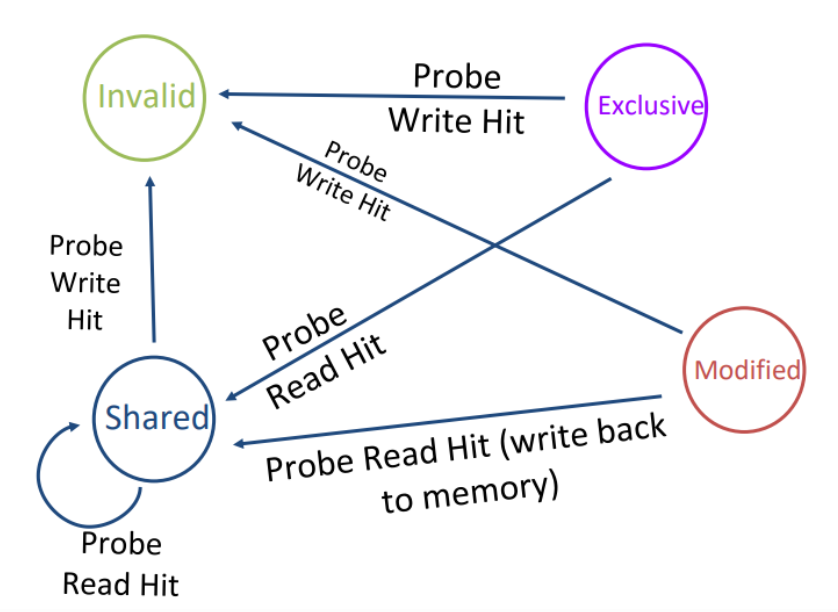 Invalid
Probe
Write Hit
Exclusive
Probe
Write Hit
Probe
Write
Hit
Probe
Read Hit
Modified
Shared
Probe Read Hit (write back
to memory)
Probe
Read Hit